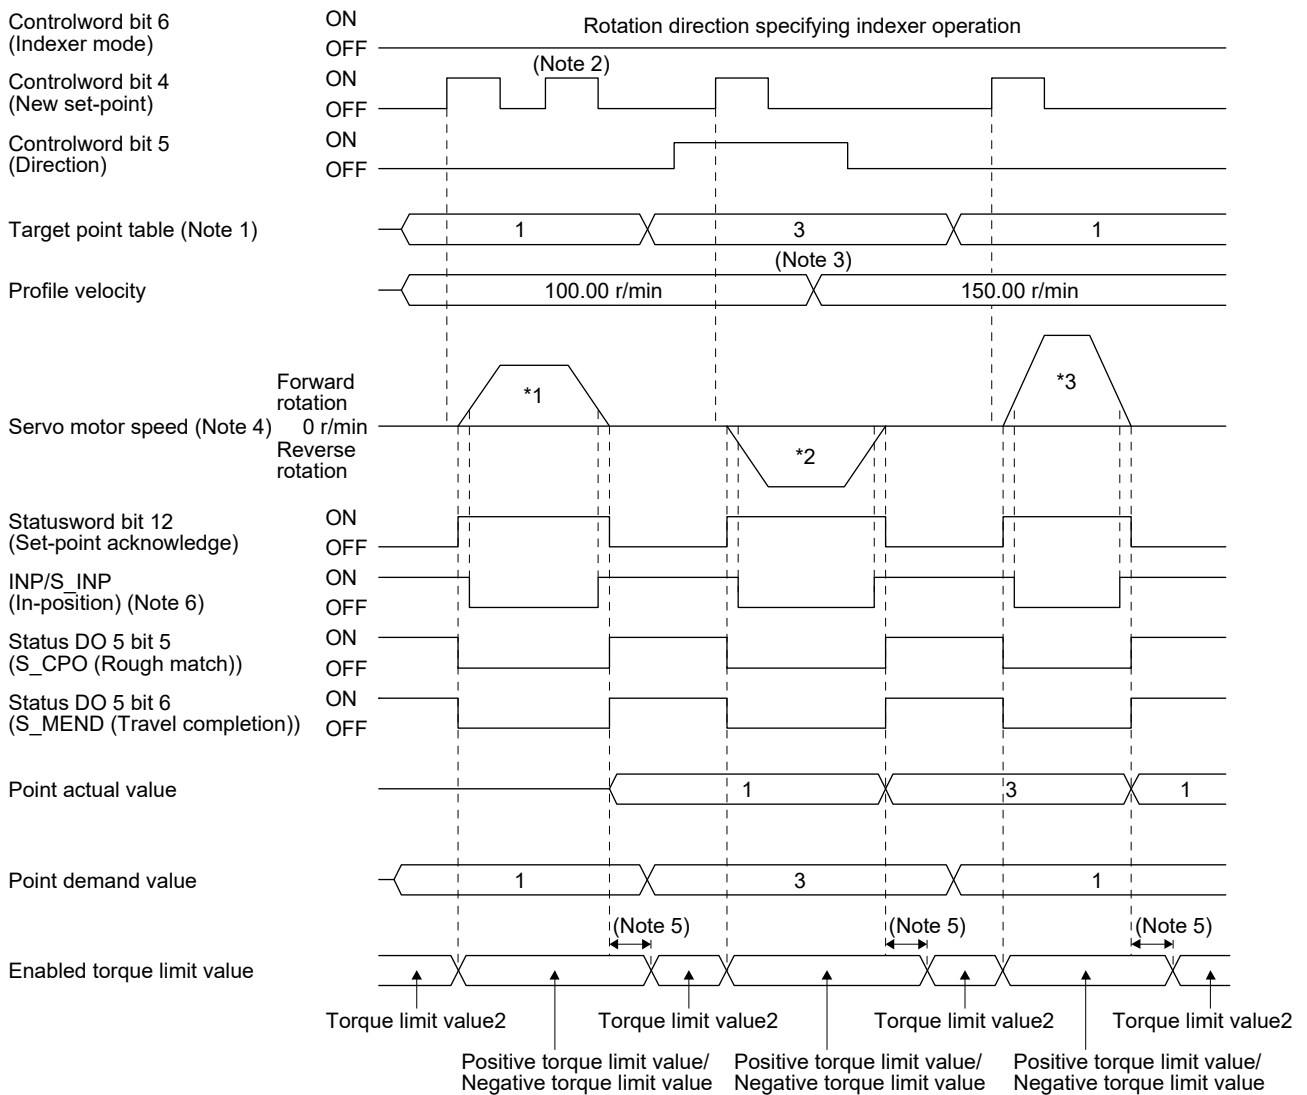 Controlword bit 6
(Indexer mode)
ON
OFF
Rotation direction specifying indexer operation
Controlword bit 4
(New set-point)
ON
OFF
(Note 2)
Controlword bit 5
(Direction)
ON
OFF
Target point table (Note 1)
1
3
1
(Note 3)
Profile velocity
100.00 r/min
150.00 r/min
Servo motor speed (Note 4)
Forward
rotation
0 r/min
Reverse
rotation
*1
*2
*3
Statusword bit 12
(Set-point acknowledge)
ON
OFF
INP/S_INP
(In-position) (Note 6)
ON
OFF
Status DO 5 bit 5
(S_CPO (Rough match))
ON
OFF
Status DO 5 bit 6
(S_MEND (Travel completion))
ON
OFF
Point actual value
1
3
1
Point demand value
1
3
1
(Note 5)
(Note 5)
(Note 5)
Enabled torque limit value
Torque limit value2
Torque limit value2
Torque limit value2
Torque limit value2
Positive torque limit value/
Negative torque limit value
Positive torque limit value/
Negative torque limit value
Positive torque limit value/
Negative torque limit value